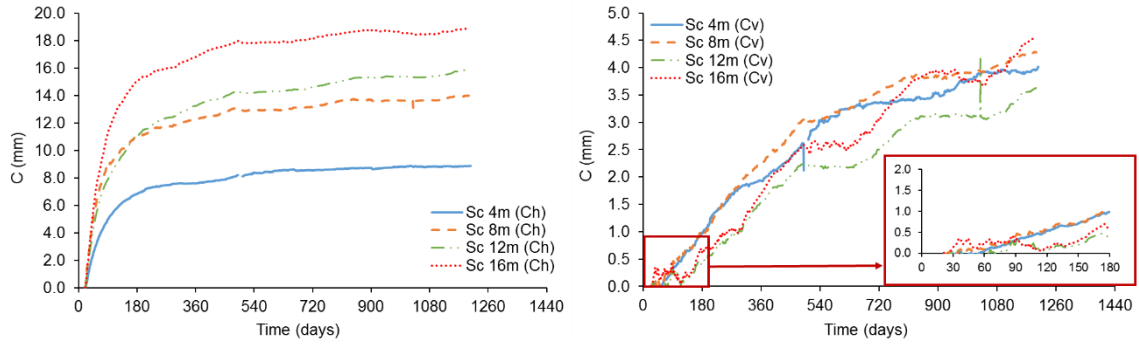 20.0
18.0
16.0
14.0
12.0
10.0
8.0
6.0
4.0
2.0
0.0
C (mm)
0 180 360 540 720 900 1080 1260 1440
Time (days)
Sc 4m (Ch)
Sc 8m (Ch)
Sc 12m (Ch)
Sc 16m (Ch)
5.0
4.5
4.0
3.5
3.0
2.5
2.0
1.5
1.0
0.5
0.0
C (mm)
0 180 360 540 720 900 1080 1260 1440
Time (days)
Sc 4m (Cv)
Sc 8m (Cv)
Sc 12m (Cv)
Sc 16m (Cv)
2.0
1.5
1.0
0.5
0.0
0 30 60 90 120 150 180